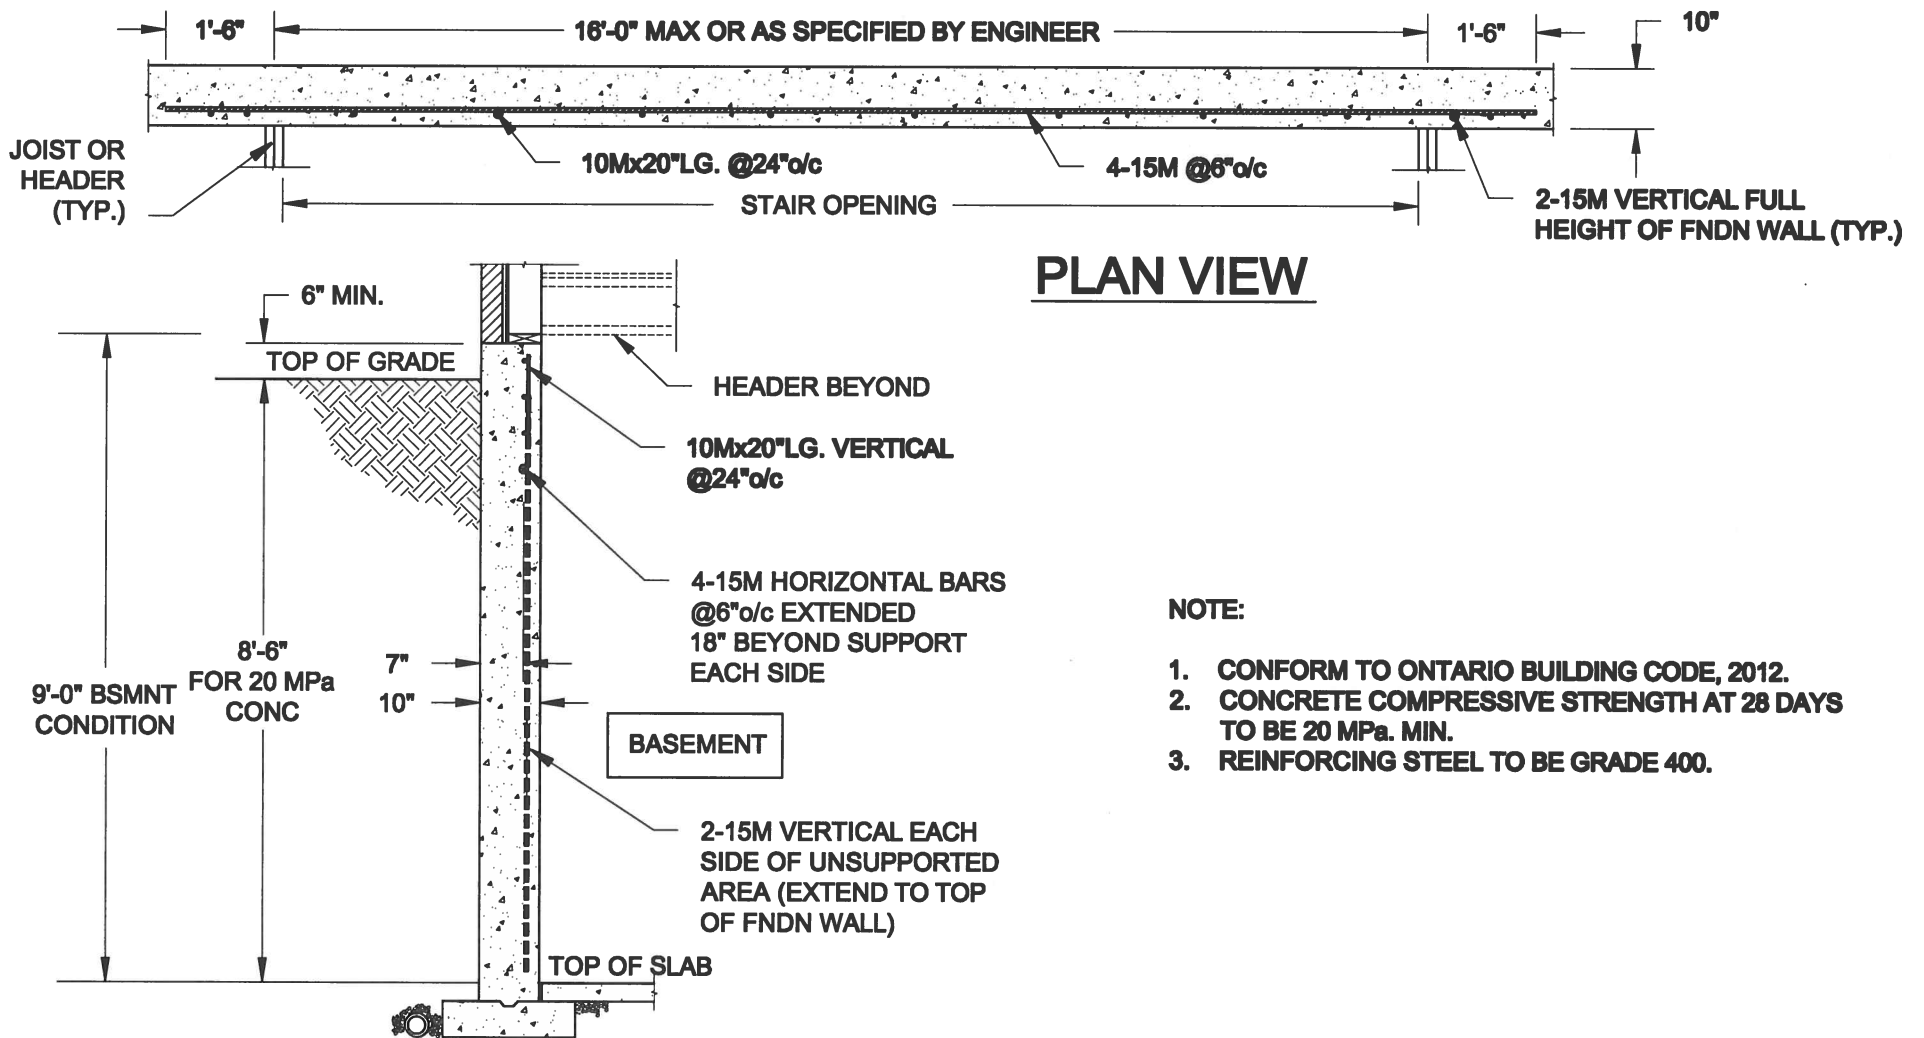 1'-6"
16'-0" MAX OR AS SPECIFIED BY ENGINEER
1'-6"
10"
JOIST OR
HEADER
(TYP.)
10Mx20"LG. @24"o/c
4-15M @6"o/c
STAIR OPENING
2-15M VERTICAL FULL
HEIGHT OF FNDN WALL (TYP.)
PLAN VIEW
6" MIN.
TOP OF GRADE
HEADER BEYOND
10Mx20"LG. VERTICAL
@24"o/c
4-15M HORIZONTAL BARS
@6"o/c EXTENDED
18" BEYOND SUPPORT
EACH SIDE
7"
10"
8'-6"
FOR 20 MPa
CONC
9'-0" BSMNT
CONDITION
BASEMENT
2-15M VERTICAL EACH
SIDE OF UNSUPPORTED
AREA (EXTEND TO TOP
OF FNDN WALL)
TOP OF SLAB
NOTE:
1. CONFORM TO ONTARIO BUILDING CODE, 2012.
2. CONCRETE COMPRESSIVE STRENGTH AT 28 DAYS
TO BE 20 MPa. MIN.
3. REINFORCING STEEL TO BE GRADE 400.